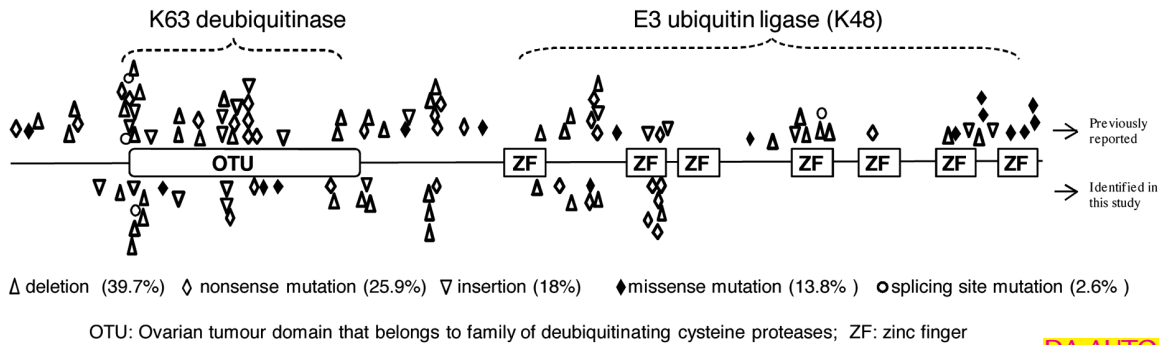 K63 deubiquitinase E3 ubiquitin ligase (K48)
Previously
reported
OTU ZF ZF ZF ZF ZF ZF ZF
Identified in
this study
deletion (39.7%) nonsense mutation (25.9%) insertion (18%) missense mutation (13.8% ) splicing site mutation (2.6% )
OTU: Ovarian tumour domain that belongs to family of deubiquitinating cysteine proteases; ZF: zinc finger